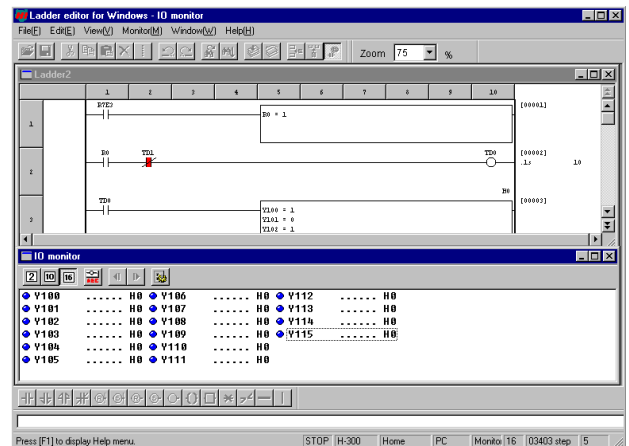 Ladder editor for Windows - IO monitor
File(F) Edit(E) View(V) Monitor(M) Window(W) Help(H)
Zoom 75 %
Ladder2
1 2 3 4 5 6 7 8 9 10
R7E3 [00001]
1 R0 = 1
R0 TD1 TD0 [00002]
.1s 10
2
R0
TD0 [00003]
Y100 = 1
3 Y101 = 0
Y102 = 1
IO monitor
2 10 16
Y100 ...... H0 Y106 ...... H0 Y112 ...... H0
Y101 ...... H0 Y107 ...... H0 Y113 ...... H0
Y102 ...... H0 Y108 ...... H0 Y114 ...... H0
Y103 ...... H0 Y109 ...... H0 Y115 ...... H0
Y104 ...... H0 Y110 ...... H0
Y105 ...... H0 Y111 ...... H0
Press [F1] to display Help menu. STOP H-300 Home PC Monitor 16 03403 step 5